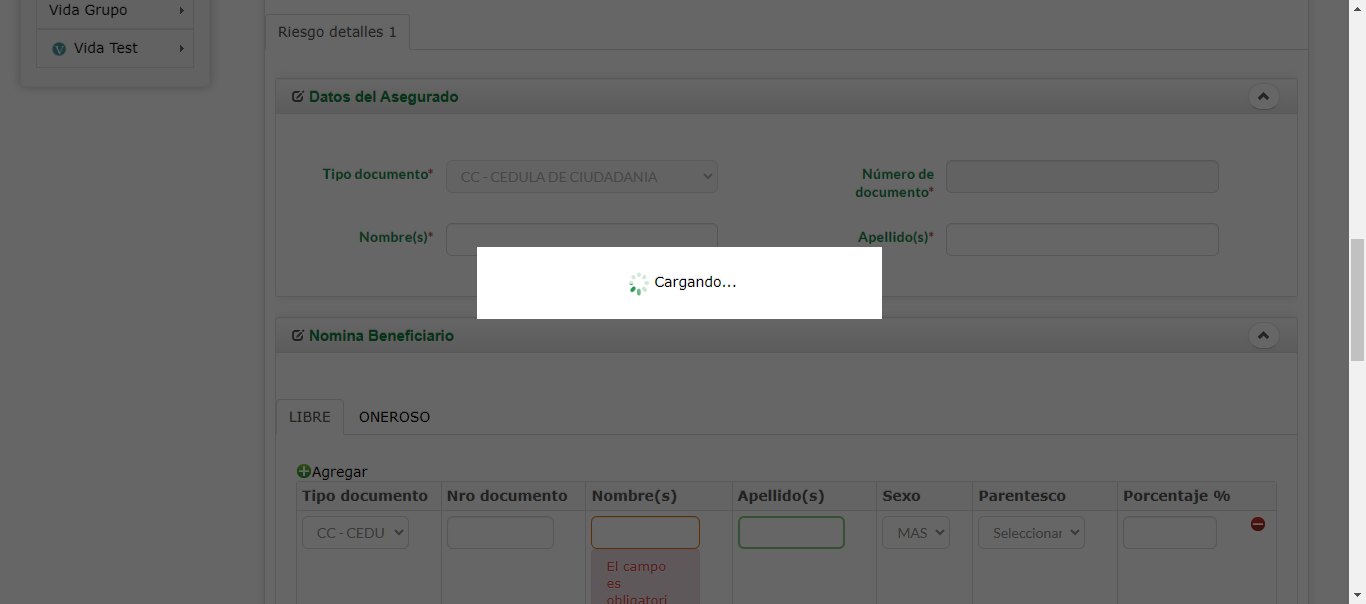 Vida Grupo
Vida Test
Riesgo detalles 1
Datos del Asegurado
Tipo documento*
CC - CEDULA DE CIUDADANIA
Número de
documento*
Nombre(s)*
Apellido(s)*
Cargando...
Nomina Beneficiario
LIBRE
ONEROSO
Agregar
Tipo documento
Nro documento
Nombre(s)
Apellido(s)
Sexo
Parentesco
Porcentaje %
CC - CEDU
MAS
Seleccionar
El campo
es
obligatori